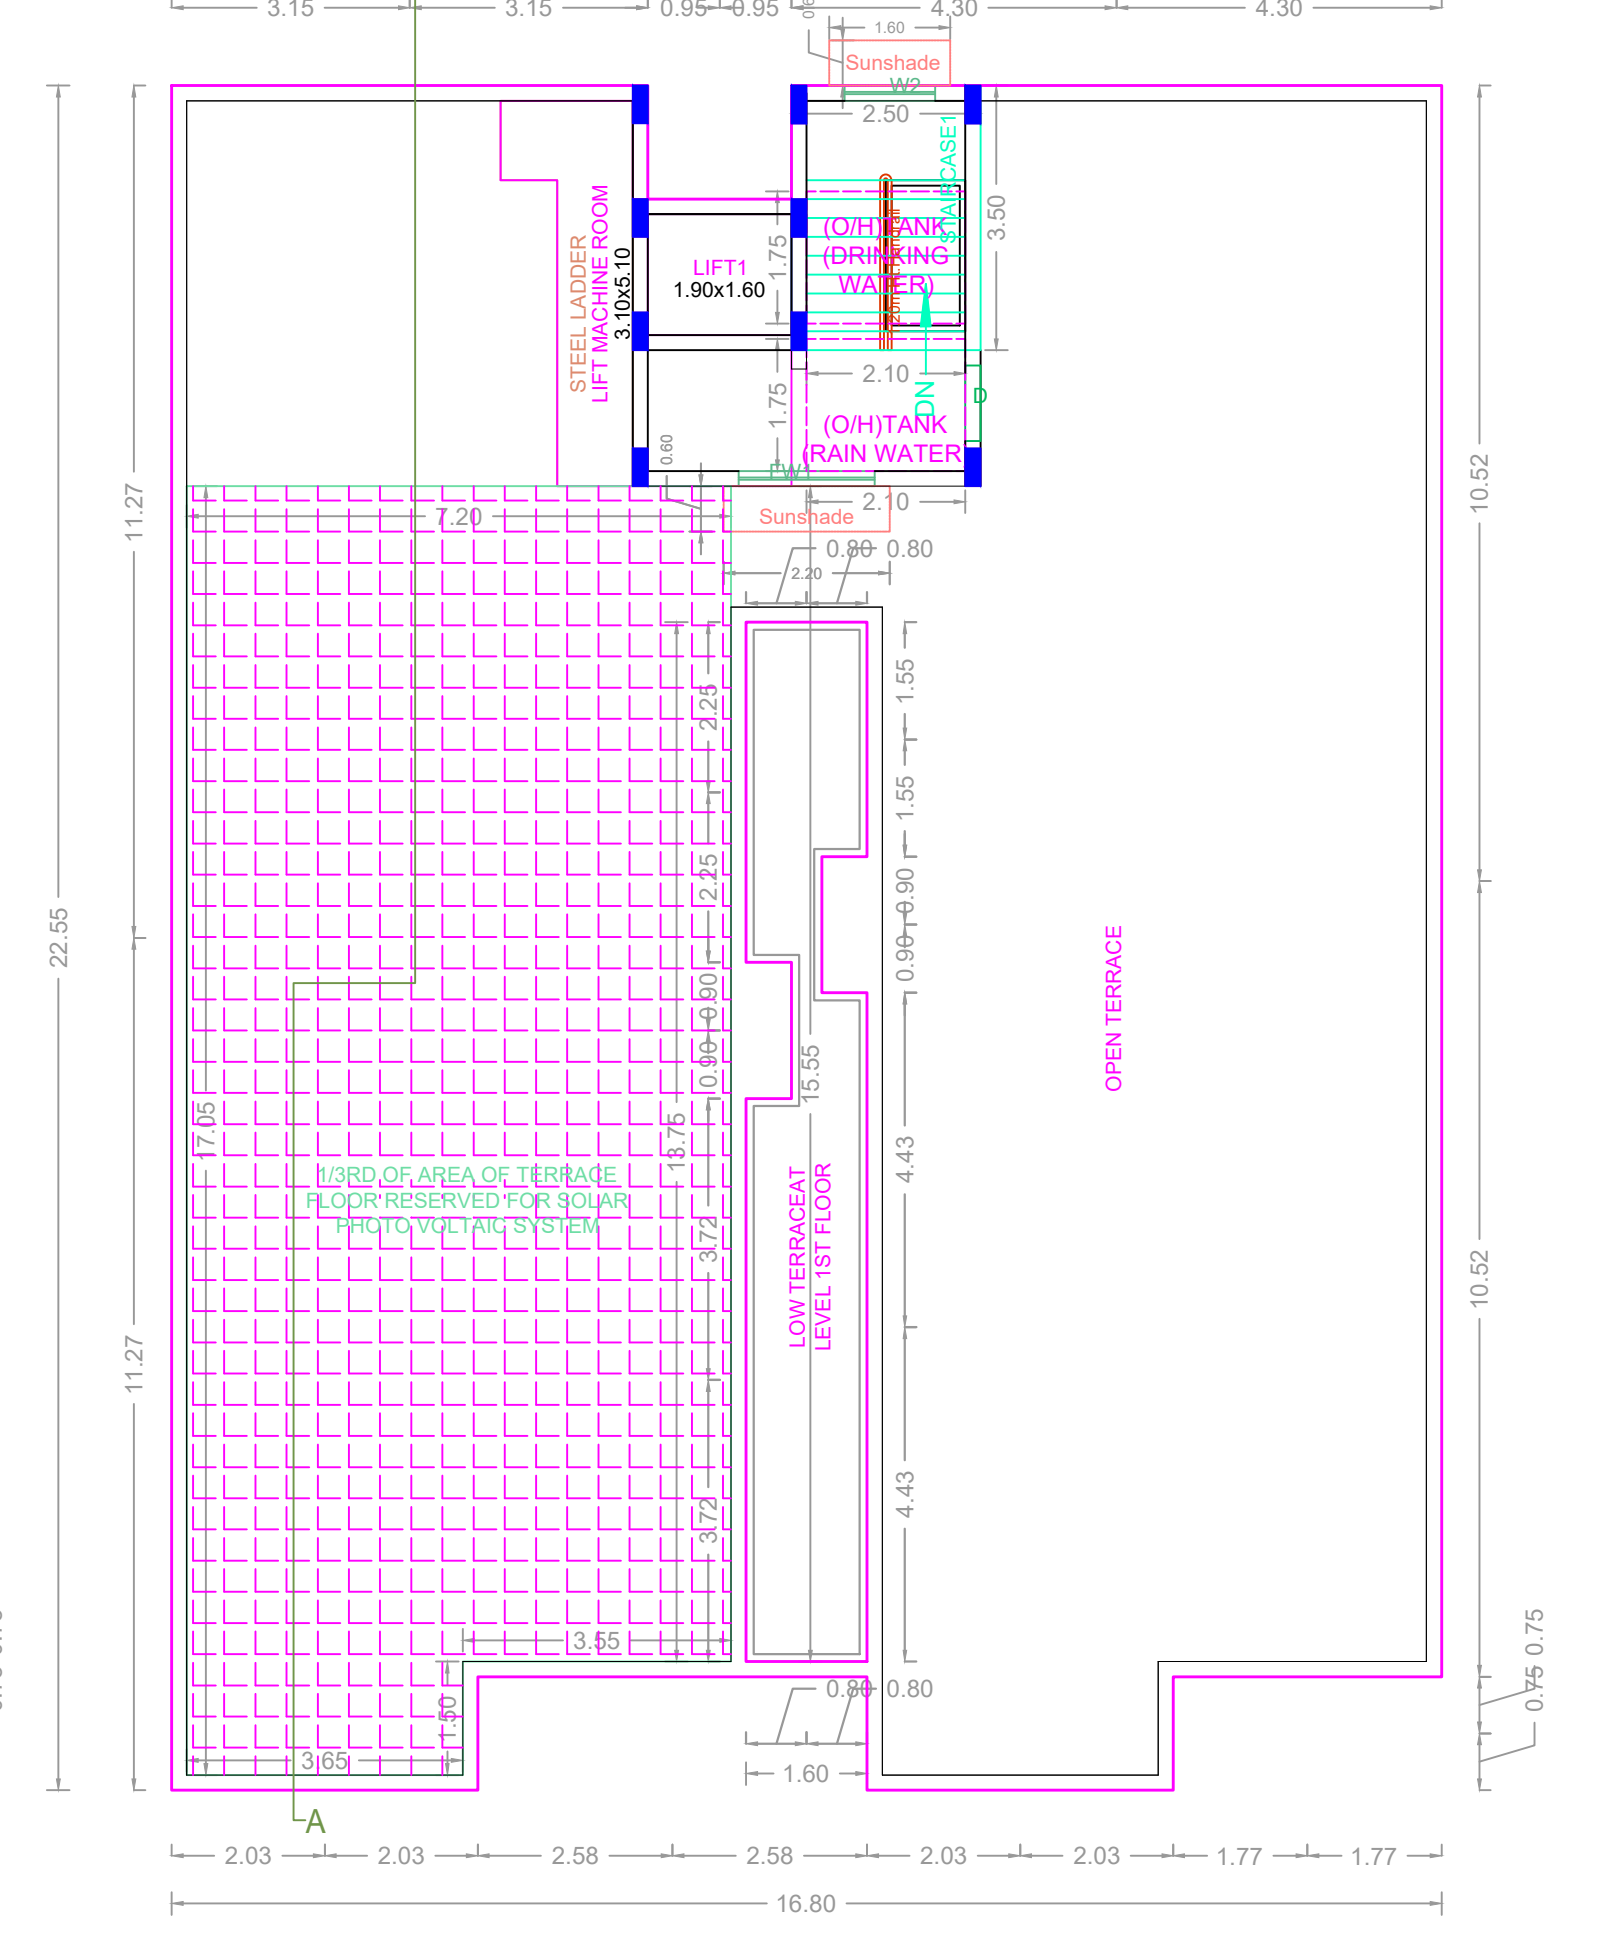 3.15
3.15
0.95
0.95
4.30
4.30
1.60
Sunshade
W2
2.50
STAIRCASE1
3.50
(O/H)TANK
(DRINKING
WATER)
LIFT1
1.90x1.60
1.75
STEEL LADDER
LIFT MACHINE ROOM
3.10x5.10
2.10
DN
D
1.75
(O/H)TANK
(RAIN WATER
0.60
2.10
7.20
Sunshade
0.80
0.80
2.20
22.55
11.27
11.27
10.52
10.52
2.25
2.25
0.90
0.90
3.72
3.72
13.75
15.55
17.05
1.55
1.55
0.90
0.90
4.43
4.43
OPEN TERRACE
1/3RD OF AREA OF TERRACE
FLOOR RESERVED FOR SOLAR
PHOTO VOLTAIC SYSTEM
LOW TERRACEAT
LEVEL 1ST FLOOR
3.55
1.50
3.65
0.80
0.80
1.60
0.75
0.75
A
2.03
2.03
2.58
2.58
2.03
2.03
1.77
1.77
16.80